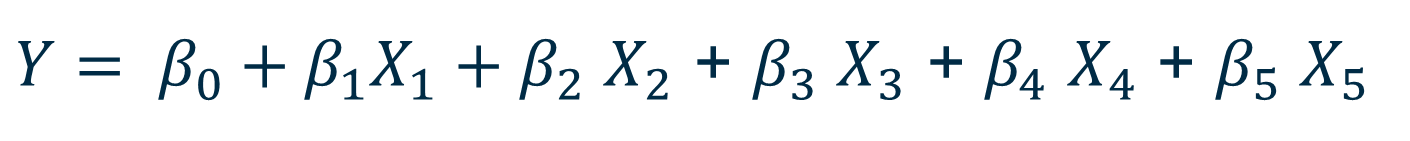 Y = β₀ + β₁X₁ + β₂ X₂ + β₃ X₃ + β₄ X₄ + β₅ X₅